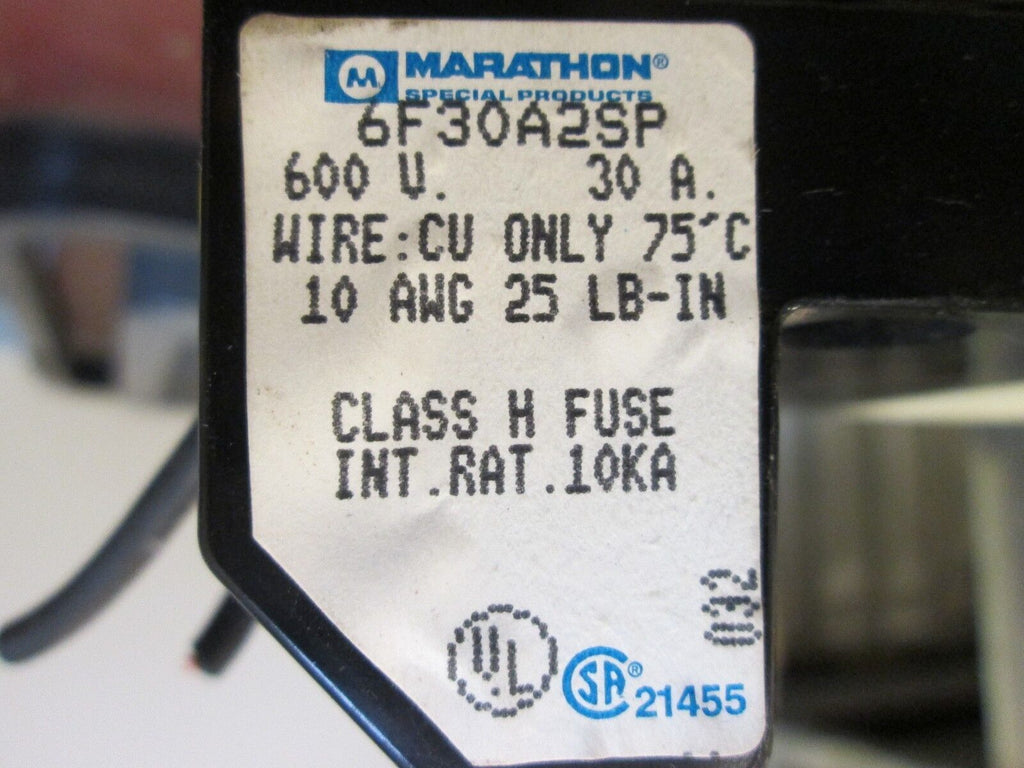 M MARATHON®
SPECIAL PRODUCTS
6F30A2SP
600 V. 30 A.
WIRE:CU ONLY 75°C
10 AWG 25 LB-IN
CLASS H FUSE
INT.RAT.10KA
032
UL
CSA® 21455